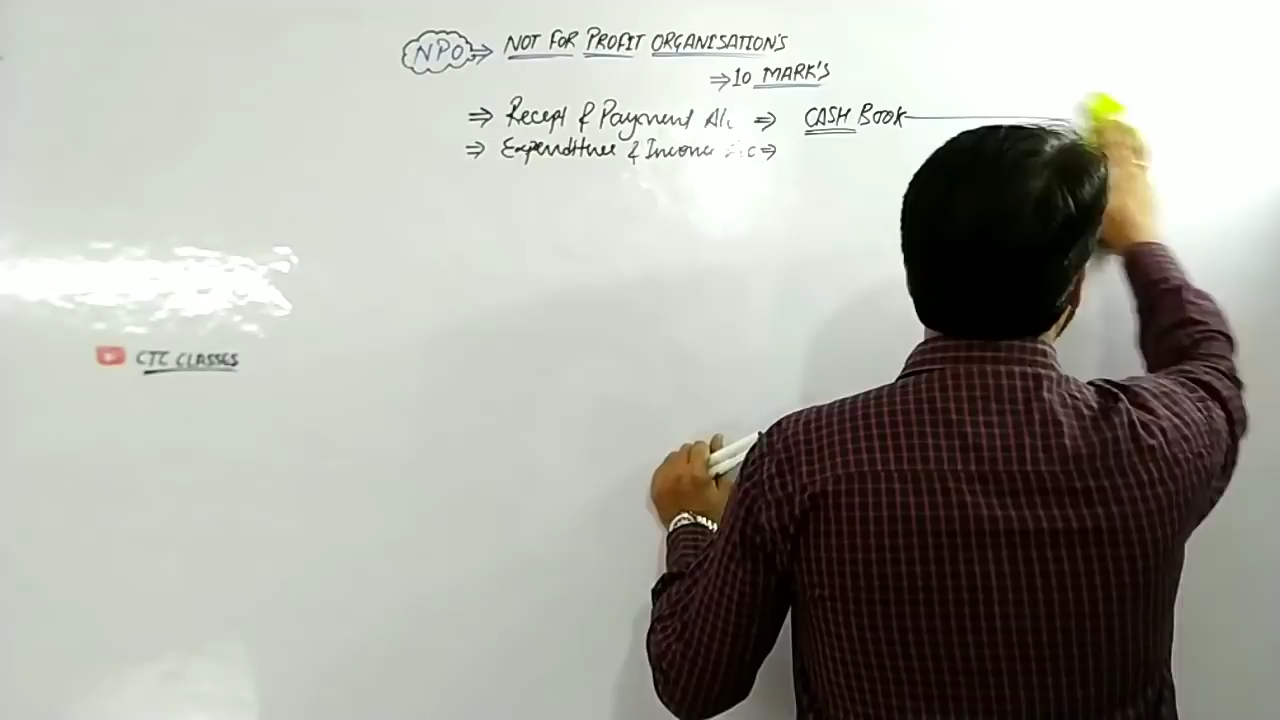 NPO ⇒ NOT FOR PROFIT ORGANISATION'S
⇒ 10 MARK'S
⇒ Recept & Payment A/c ⇒ CASH BOOK
⇒ Expenditure & Income A/c ⇒
CTC CLASSES